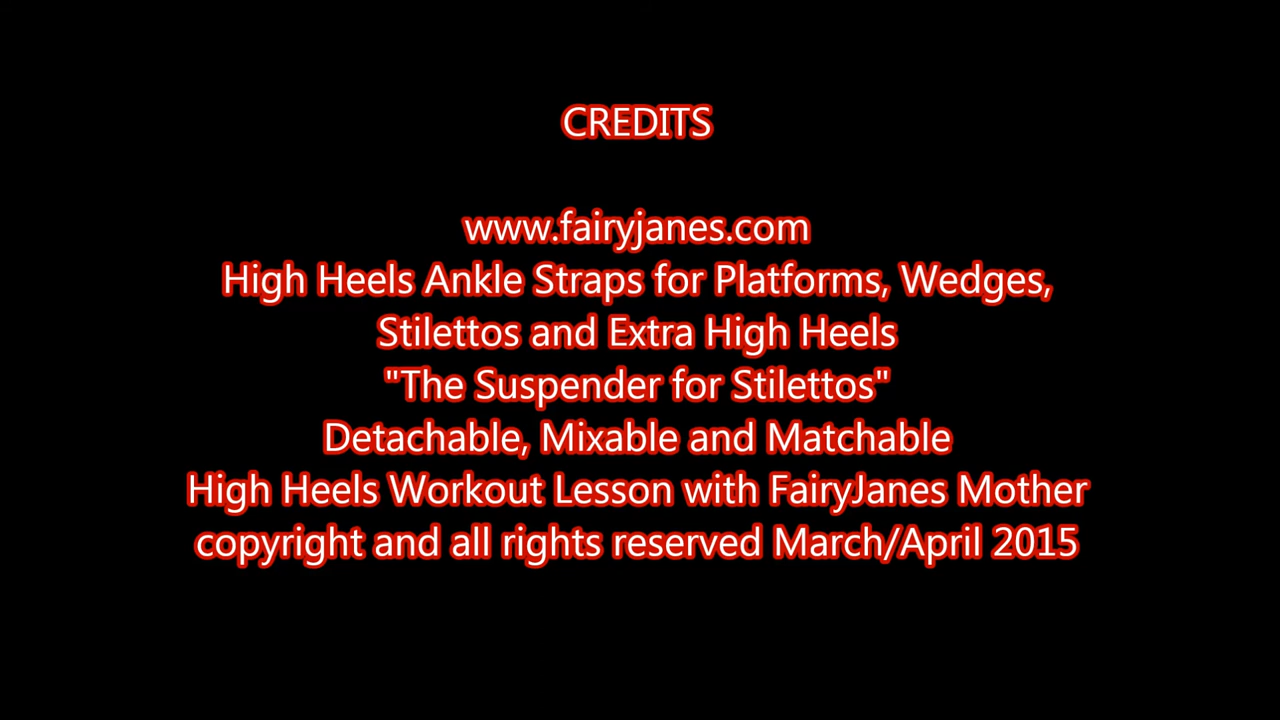 CREDITS
www.fairyjanes.com
High Heels Ankle Straps for Platforms, Wedges,
Stilettos and Extra High Heels
"The Suspender for Stilettos"
Detachable, Mixable and Matchable
High Heels Workout Lesson with FairyJanes Mother
copyright and all rights reserved March/April 2015